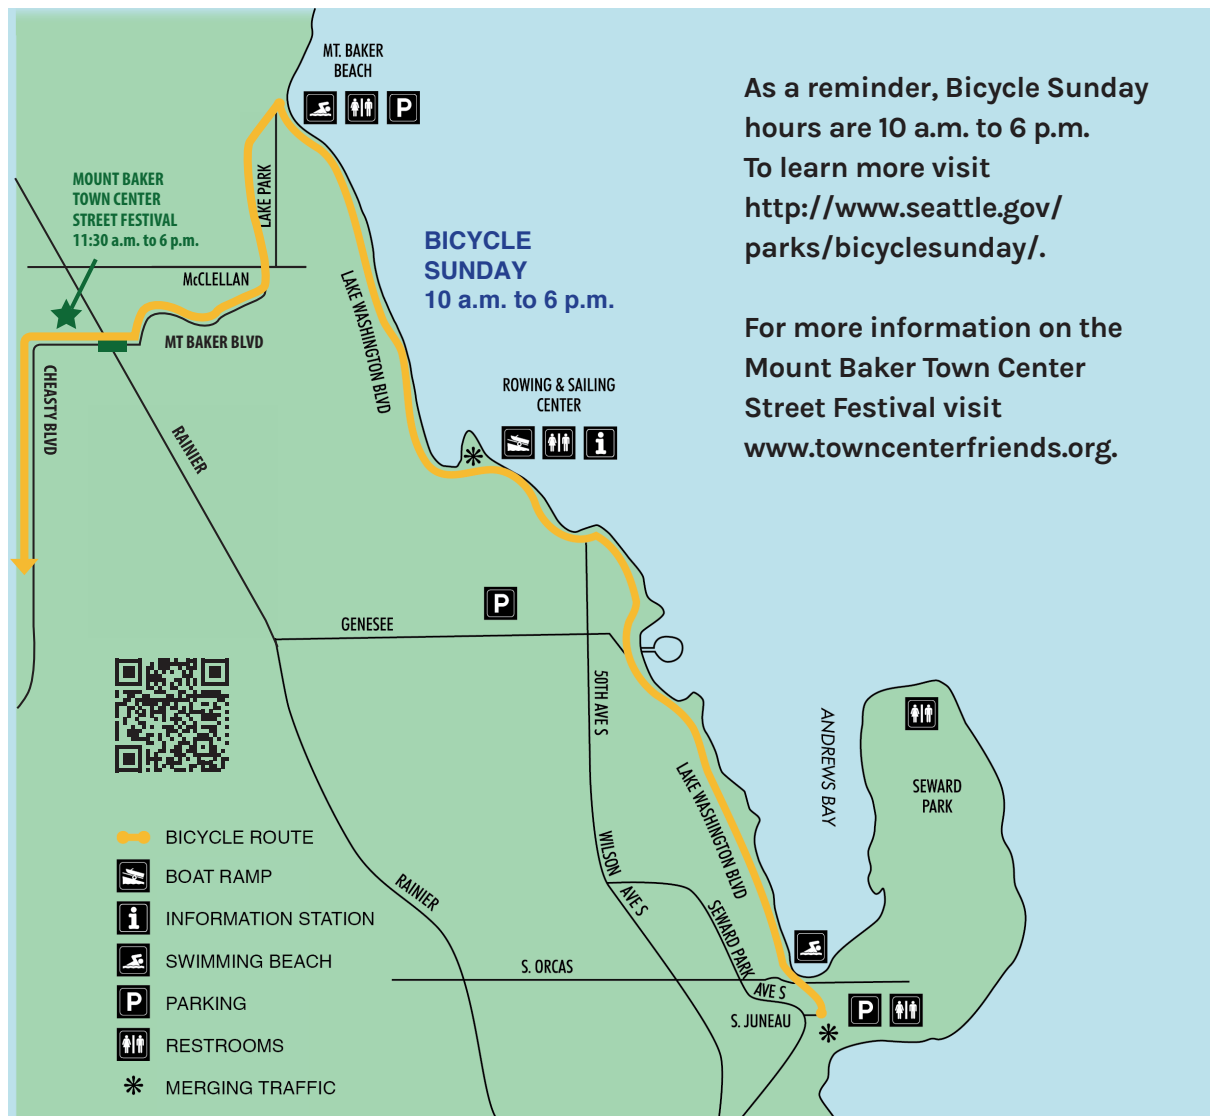 MT. BAKER
BEACH
P
As a reminder, Bicycle Sunday
hours are 10 a.m. to 6 p.m.
To learn more visit
http://www.seattle.gov/
parks/bicyclesunday/.
For more information on the
Mount Baker Town Center
Street Festival visit
www.towncenterfriends.org.
MOUNT BAKER
TOWN CENTER
STREET FESTIVAL
11:30 a.m. to 6 p.m.
LAKE PARK
BICYCLE
SUNDAY
10 a.m. to 6 p.m.
McCLELLAN
LAKE WASHINGTON BLVD
MT BAKER BLVD
CHEASTY BLVD
RAINIER
ROWING & SAILING
CENTER
i
P
GENESEE
50TH AVE S
ANDREWS BAY
SEWARD
PARK
LAKE WASHINGTON BLVD
WILSON
AVE S
SEWARD PARK
AVE S
RAINIER
S. ORCAS
S. JUNEAU
P
BICYCLE ROUTE
BOAT RAMP
i
INFORMATION STATION
SWIMMING BEACH
P
PARKING
RESTROOMS
MERGING TRAFFIC